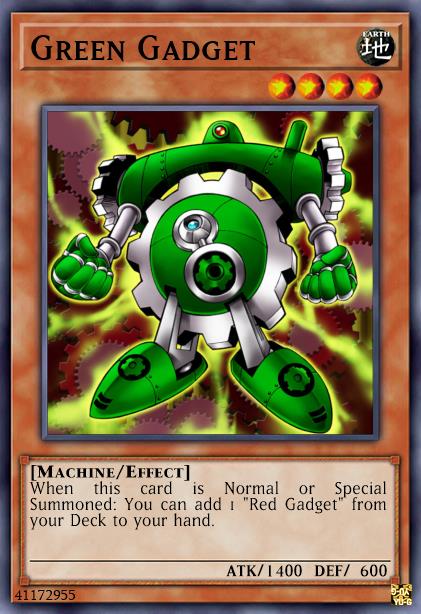 GREEN GADGET
EARTH
地
[MACHINE/EFFECT]
When this card is Normal or Special
Summoned: You can add 1 "Red Gadget" from
your Deck to your hand.
ATK/1400 DEF/ 600
41172955